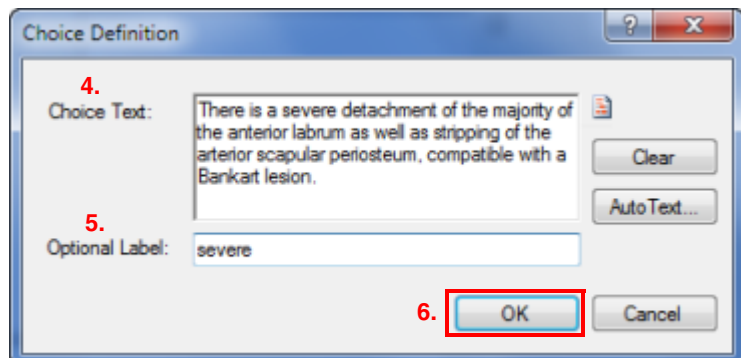 Choice Definition
4.
Choice Text:
There is a severe detachment of the majority of
the anterior labrum as well as stripping of the
arterior scapular periosteum, compatible with a
Bankart lesion.
Clear
AutoText...
5.
Optional Label:
severe
6.
OK
Cancel